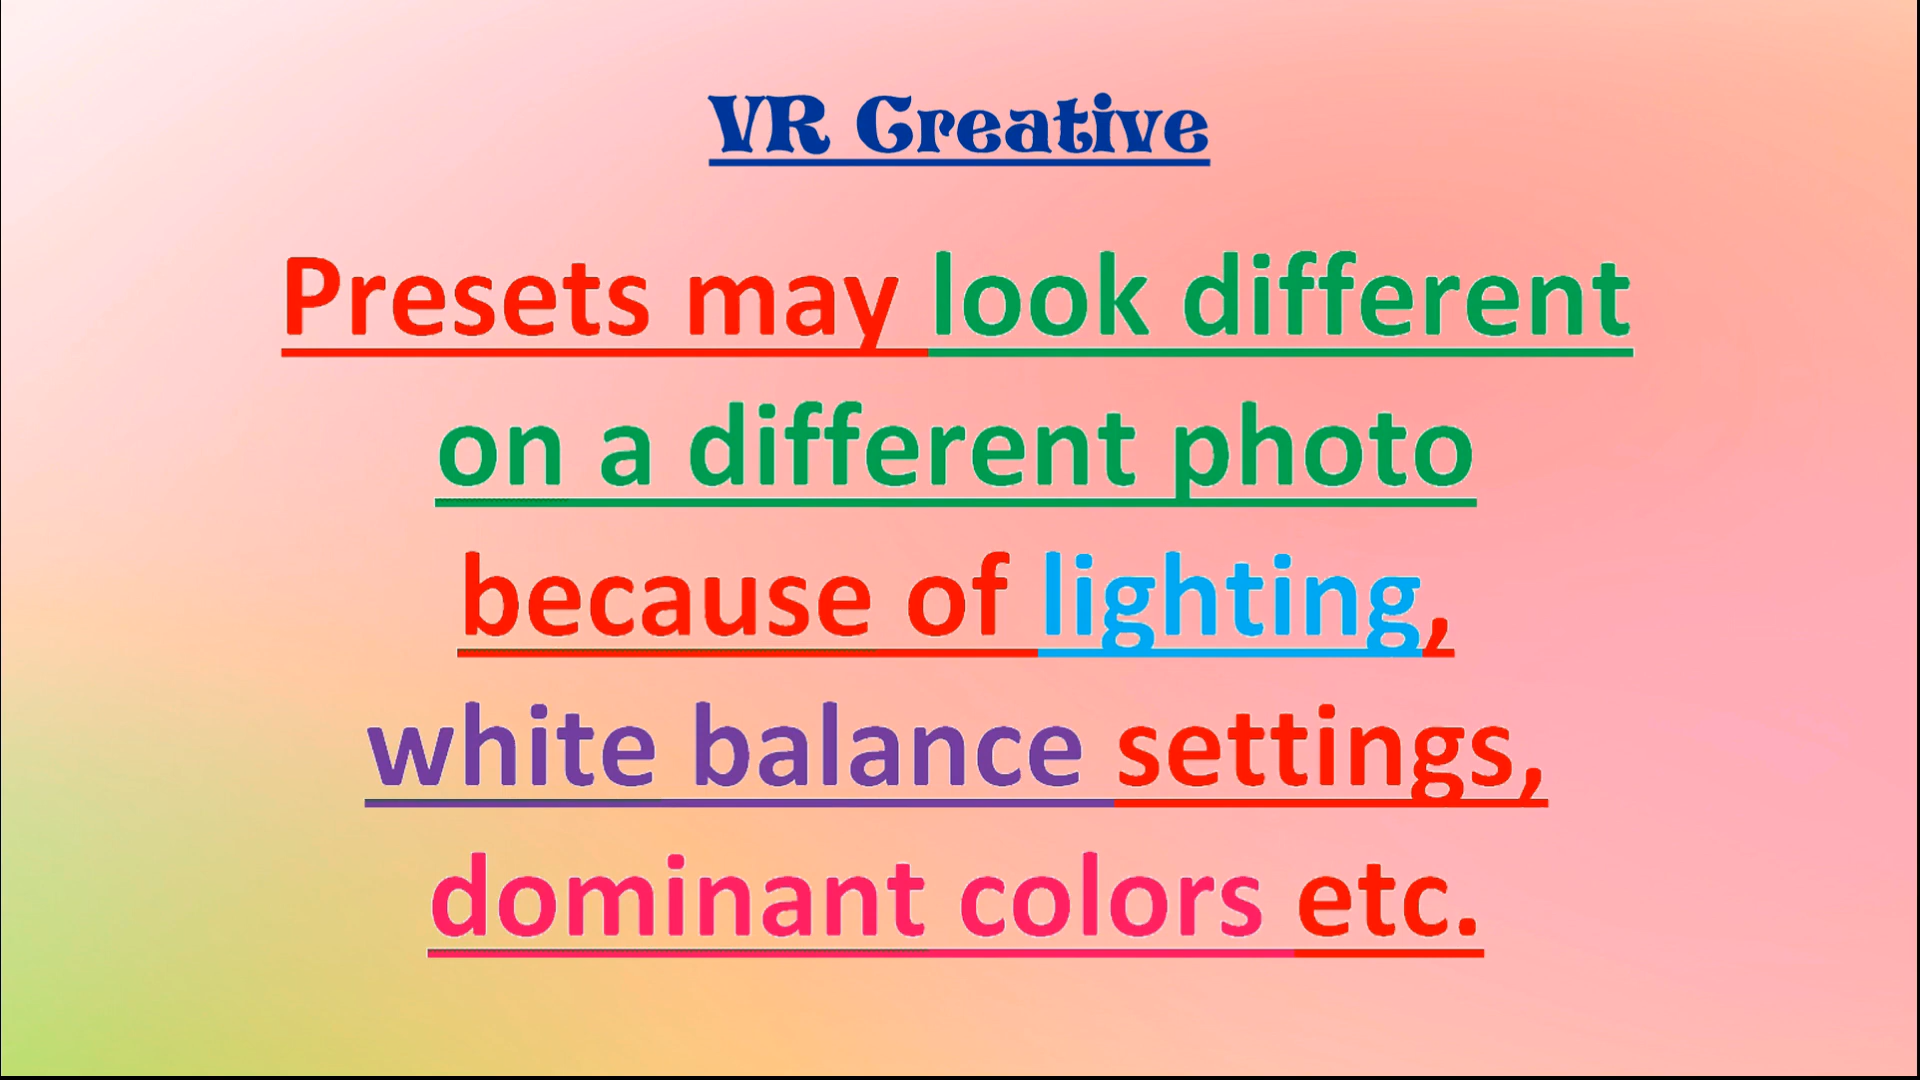 VR Creative
Presets may look different
on a different photo
because of lighting,
white balance settings,
dominant colors etc.